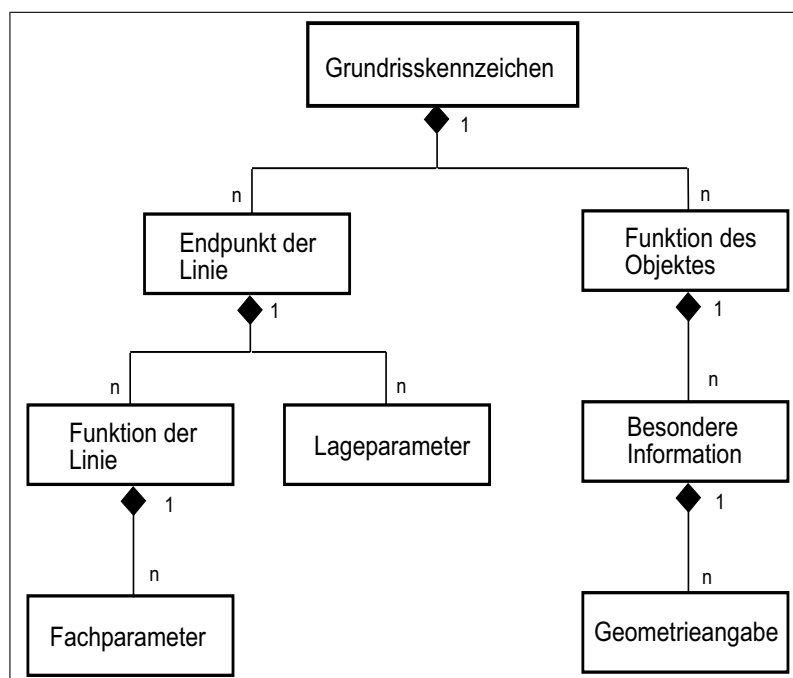 Grundrisskennzeichen
1
n
n
Endpunkt der
Linie
Funktion des
Objektes
1
1
n
n
n
Funktion der
Linie
Lageparameter
Besondere
Information
1
1
n
n
Fachparameter
Geometrieangabe